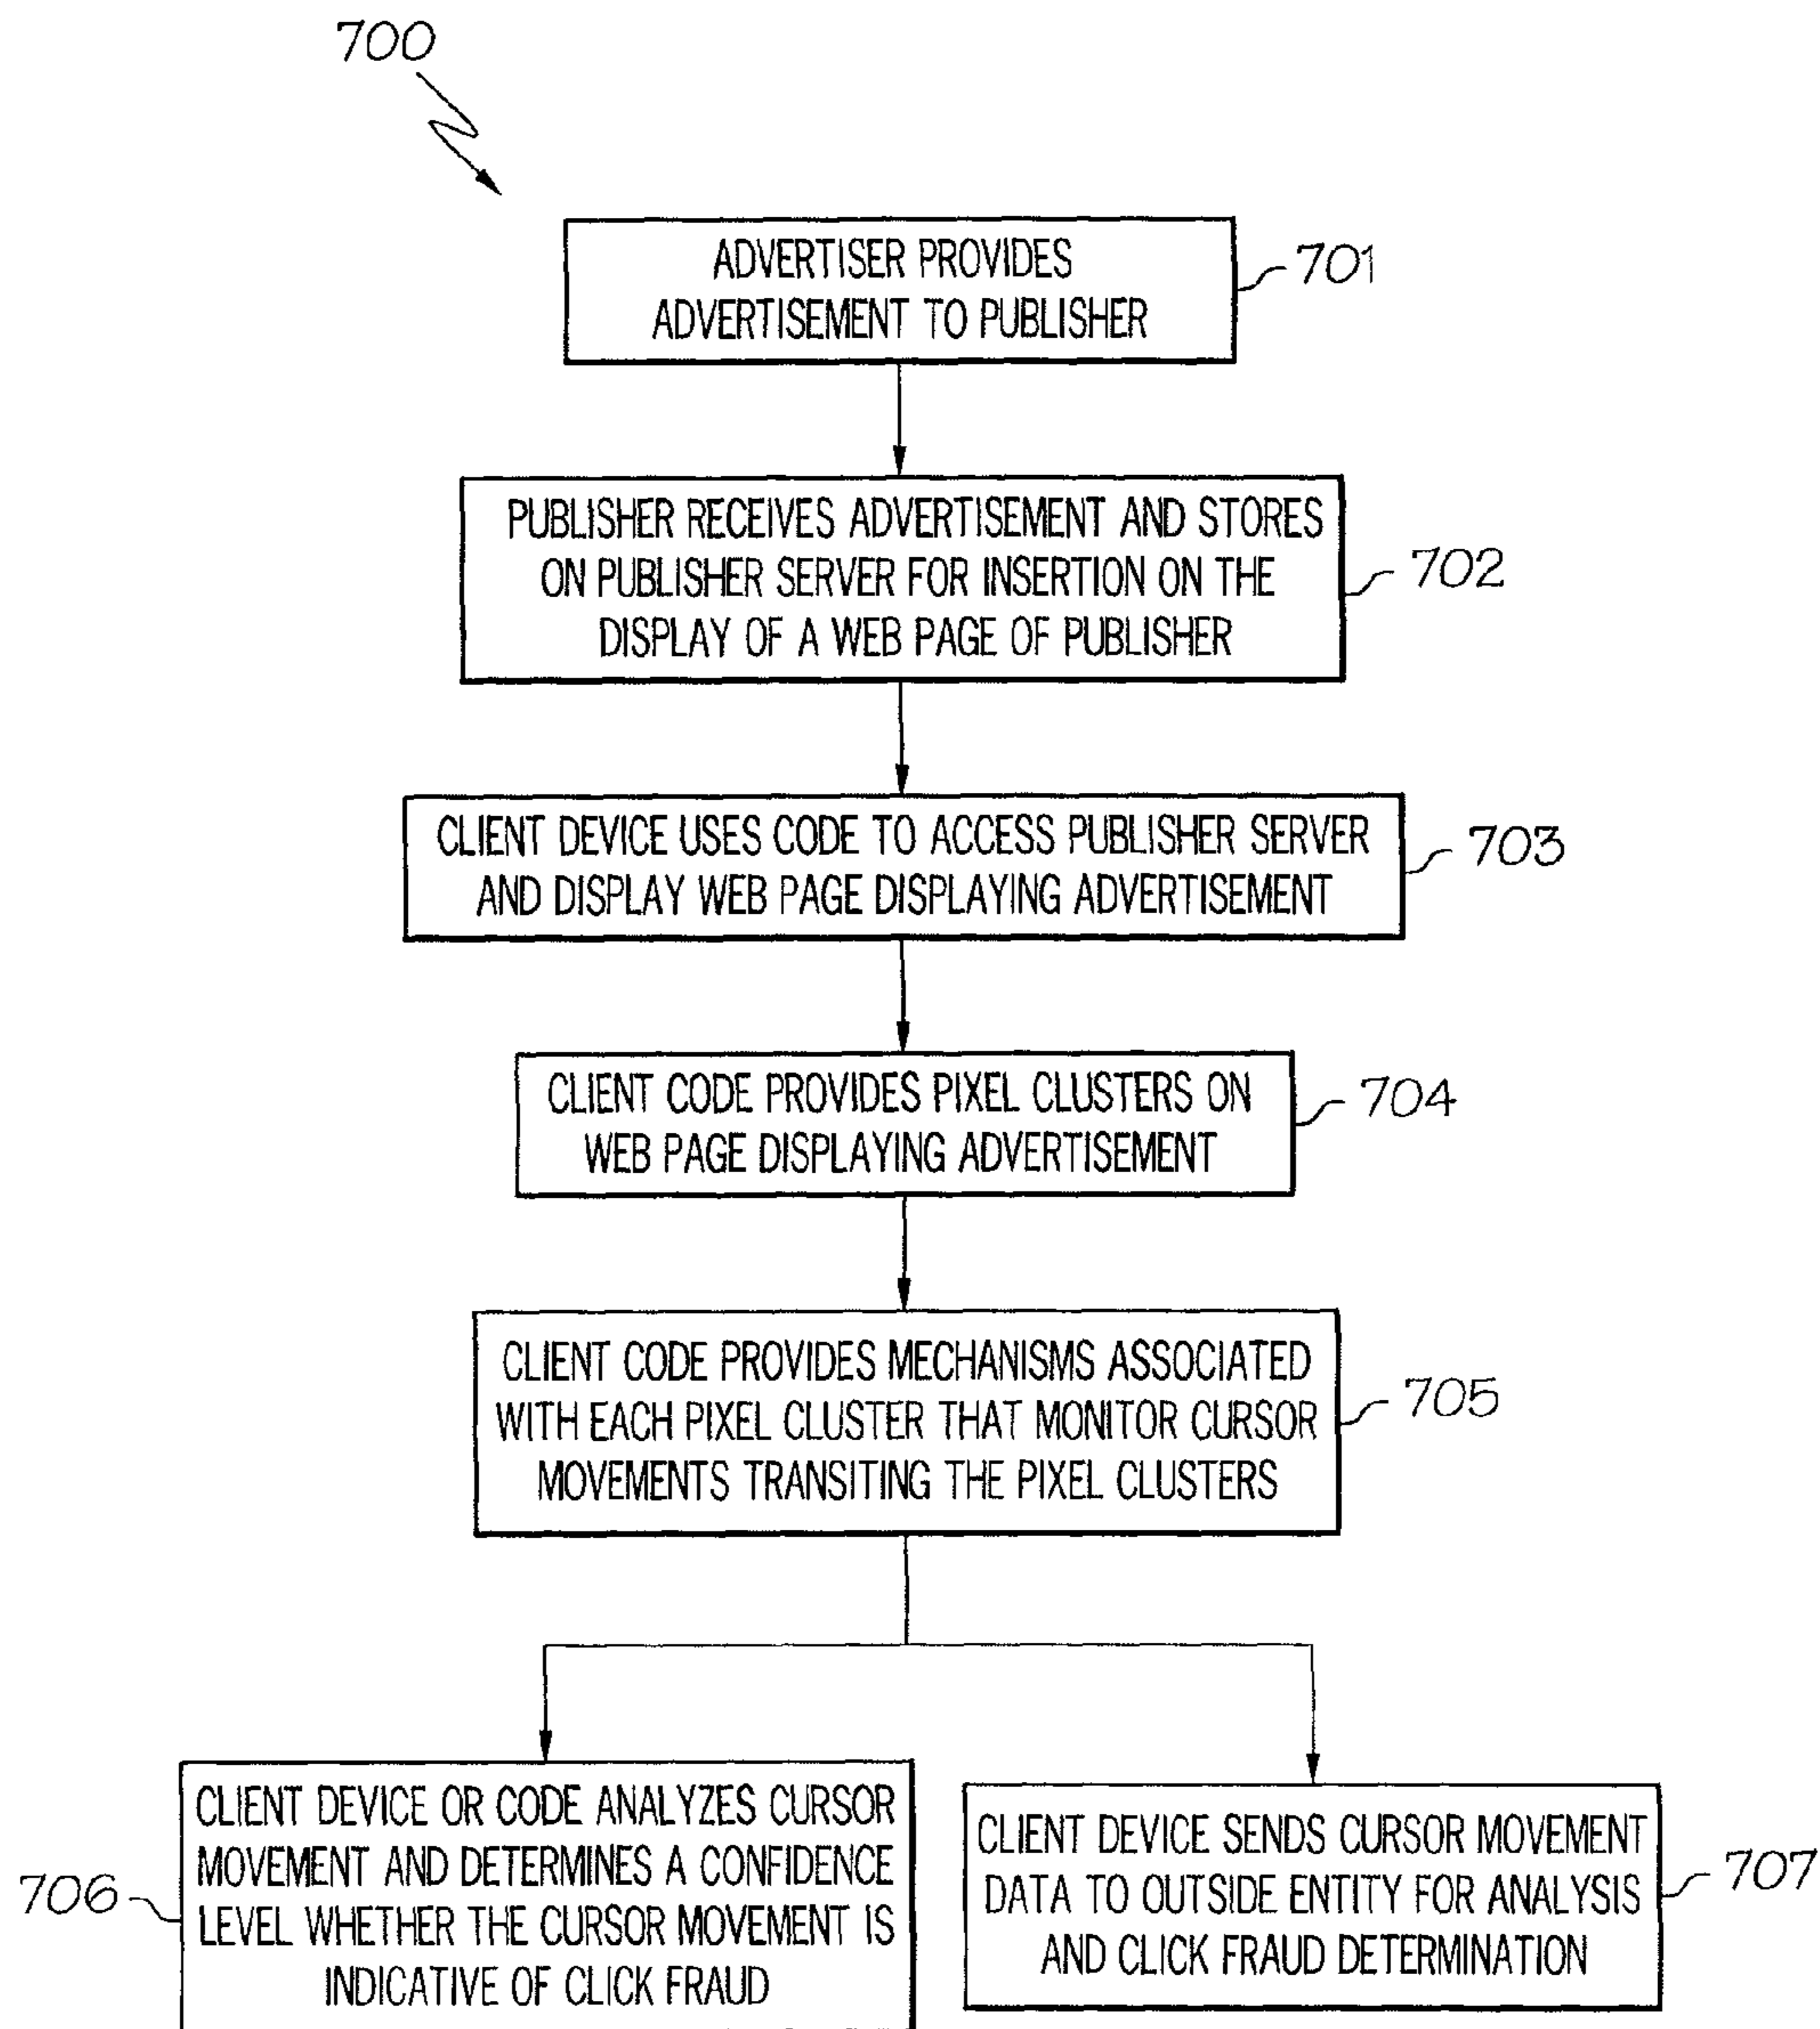 700
ADVERTISER PROVIDES
ADVERTISEMENT TO PUBLISHER
701
PUBLISHER RECEIVES ADVERTISEMENT AND STORES
ON PUBLISHER SERVER FOR INSERTION ON THE
DISPLAY OF A WEB PAGE OF PUBLISHER
702
CLIENT DEVICE USES CODE TO ACCESS PUBLISHER SERVER
AND DISPLAY WEB PAGE DISPLAYING ADVERTISEMENT
703
CLIENT CODE PROVIDES PIXEL CLUSTERS ON
WEB PAGE DISPLAYING ADVERTISEMENT
704
CLIENT CODE PROVIDES MECHANISMS ASSOCIATED
WITH EACH PIXEL CLUSTER THAT MONITOR CURSOR
MOVEMENTS TRANSITING THE PIXEL CLUSTERS
705
CLIENT DEVICE OR CODE ANALYZES CURSOR
MOVEMENT AND DETERMINES A CONFIDENCE
LEVEL WHETHER THE CURSOR MOVEMENT IS
INDICATIVE OF CLICK FRAUD
706
CLIENT DEVICE SENDS CURSOR MOVEMENT
DATA TO OUTSIDE ENTITY FOR ANALYSIS
AND CLICK FRAUD DETERMINATION
707